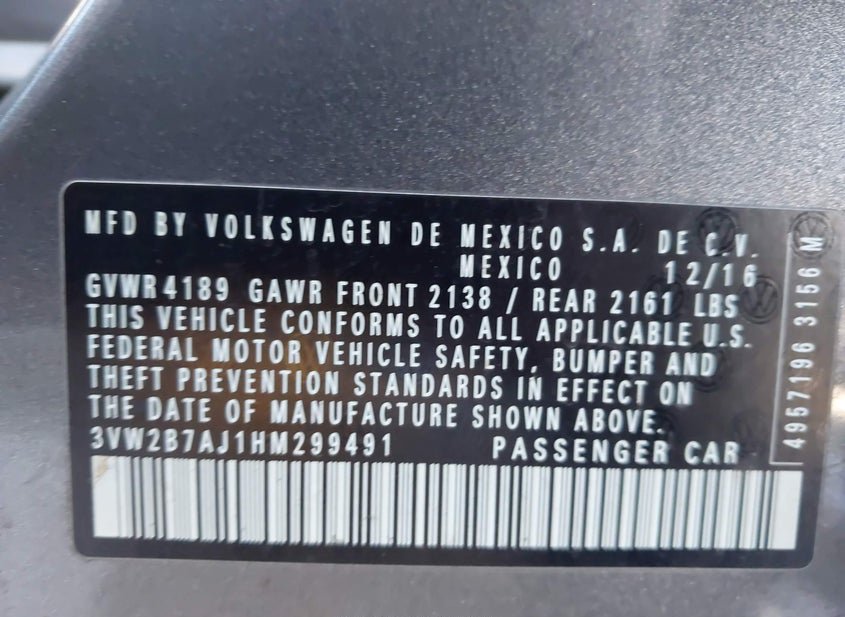 MFD BY VOLKSWAGEN DE MEXICO S.A. DE C.V.
MEXICO 12/16
GVWR 4189 GAWR FRONT 2138 / REAR 2161 LBS
THIS VEHICLE CONFORMS TO ALL APPLICABLE U.S.
FEDERAL MOTOR VEHICLE SAFETY, BUMPER AND
THEFT PREVENTION STANDARDS IN EFFECT ON
THE DATE OF MANUFACTURE SHOWN ABOVE.
3VW2B7AJ1HM299491 PASSENGER CAR
4957196 3156 M